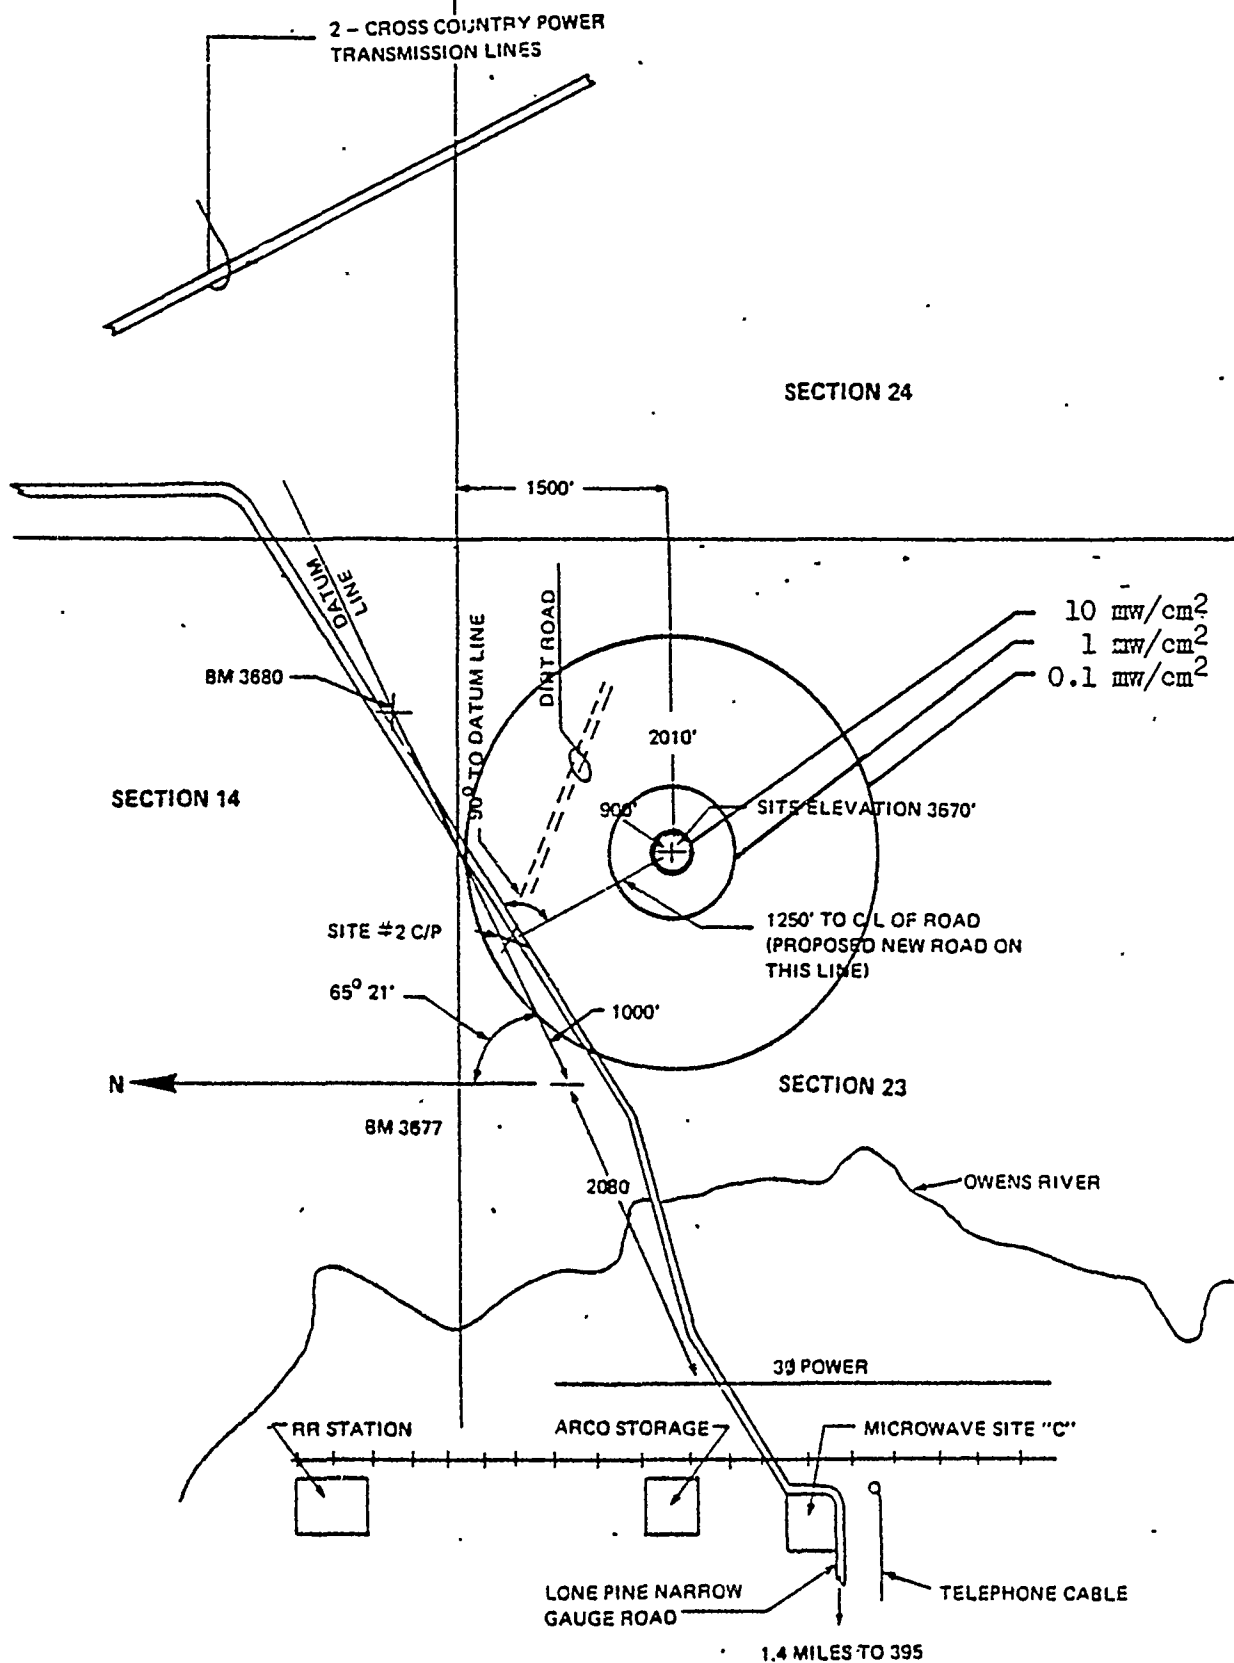 2 – CROSS COUNTRY POWER
TRANSMISSION LINES
SECTION 24
1500'
DATUM
LINE
90° TO DATUM LINE
DIRT ROAD
10 mw/cm²
1 mw/cm²
0.1 mw/cm²
BM 3680
2010'
SECTION 14
900'
SITE ELEVATION 3670'
SITE #2 C/P
1250' TO C/L OF ROAD
(PROPOSED NEW ROAD ON
THIS LINE)
65° 21'
1000'
N
SECTION 23
BM 3677
2080
OWENS RIVER
3Ø POWER
RR STATION
ARCO STORAGE
MICROWAVE SITE "C"
LONE PINE NARROW
GAUGE ROAD
TELEPHONE CABLE
1.4 MILES TO 395